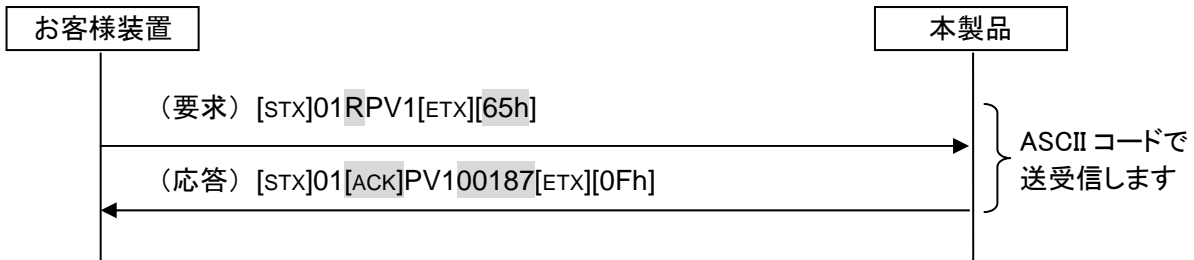 お客様装置
本製品
（要求） [STX]01RPV1[ETX][65h]
（応答） [STX]01[ACK]PV100187[ETX][0Fh]
ASCII コードで
送受信します